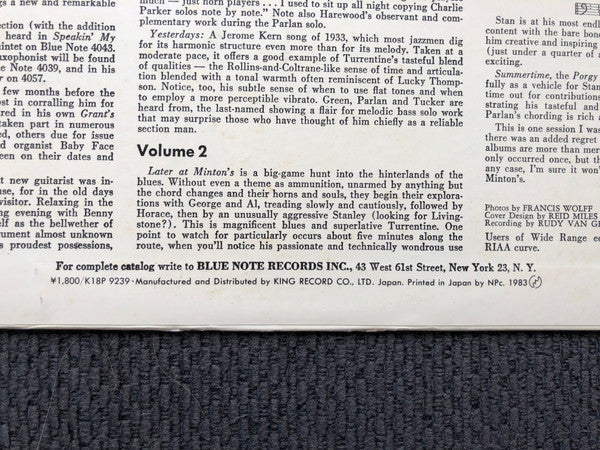 gs a new and remarkable
ection (with the addition
heard in Speakin' My
uintet on Blue Note 4043.
axophonist will be found
e Note 4039, and in his
r on 4057.
few months before the
st in corralling him for
red in his own Grant's
taken part in numerous
ed, others due for issue
d organist Baby Face
een on their dates and
t new guitarist was in-
use, for in the old days
visitor. Relaxing in the
ng evening with Benny
elf as the bellwether of
ument almost unknown
s proudest possessions,
much — just horn players . . . I used to sit up all night copying Charlie
Parker solos note by note." Note also Harewood's observant and com-
plementary work during the Parlan solo.
Yesterdays: A Jerome Kern song of 1933, which most jazzmen dig
for its harmonic structure even more than for its melody. Taken at a
moderate pace, it offers a good example of Turrentine's tasteful blend
of qualities — the Rollins-and-Coltrane-like sense of time and articula-
tion blended with a tonal warmth often reminiscent of Lucky Thomp-
son. Notice, too, his subtle sense of when to use flat tones and when
to employ a more perceptible vibrato. Green, Parlan and Tucker are
heard from, the last-named showing a flair for melodic bass solo work
that may surprise those who have thought of him chiefly as a reliable
section man.
Volume 2
Later at Minton's is a big-game hunt into the hinterlands of the
blues. Without even a theme as ammunition, unarmed by anything but
the chord changes and their horns and souls, they begin their explora-
tions with George and Al, treading slowly and cautiously, followed by
Horace, then by an unusually aggressive Stanley (looking for Living-
stone?). This is magnificent blues and superlative Turrentine. One
point to watch for particularly occurs about five minutes along the
route, when you'll notice his passionate and technically wondrous use
Stan is at his most endl
content with the bare bon
him creative and inspiring
(just under a quarter of
exciting.
Summertime, the Porgy
fully as a vehicle for Stan
time out for contributions
strating his tasteful and
Parlan's chording is rich a
This is one session I was
there was an added regret
albums are more than mer
only occurred once, but th
any case, I'm sure it won'
Minton's.
Photos by FRANCIS WOLFF
Cover Design by REID MILES
Recording by RUDY VAN GE
Users of Wide Range eq
RIAA curve.
For complete catalog write to BLUE NOTE RECORDS INC., 43 West 61st Street, New York 23, N. Y.
¥1,800/K18P 9239·Manufactured and Distributed by KING RECORD CO., LTD. Japan. Printed in Japan by NPc. 1983